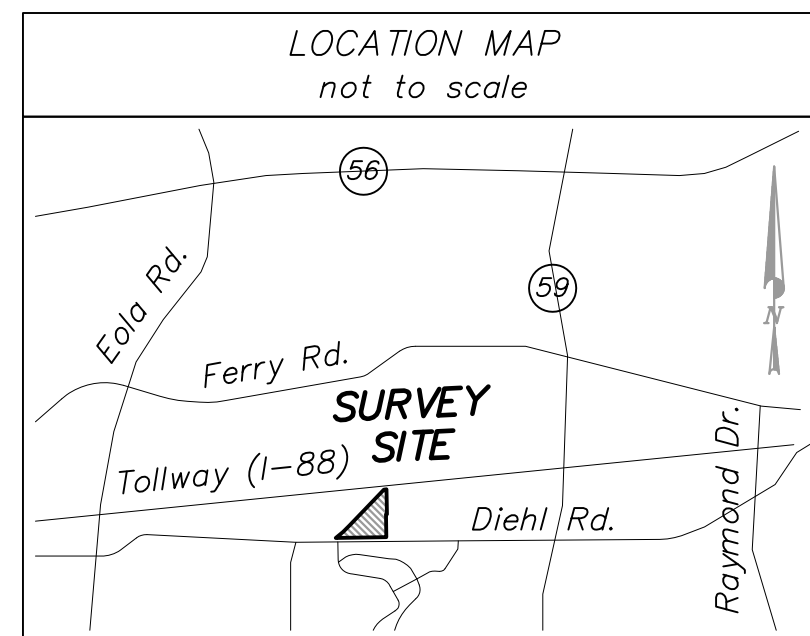 LOCATION MAP
not to scale
56
Eola Rd.
59
N
Ferry Rd.
SURVEY
SITE
Tollway (I-88)
Diehl Rd.
Raymond Dr.